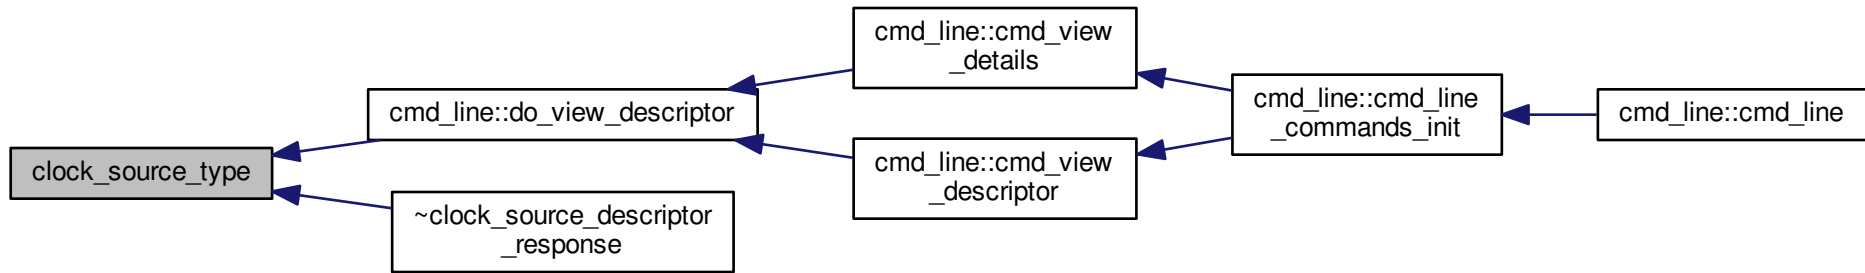 clock_source_type
cmd_line::do_view_descriptor
~clock_source_descriptor
_response
cmd_line::cmd_view
_details
cmd_line::cmd_view
_descriptor
cmd_line::cmd_line
_commands_init
cmd_line::cmd_line